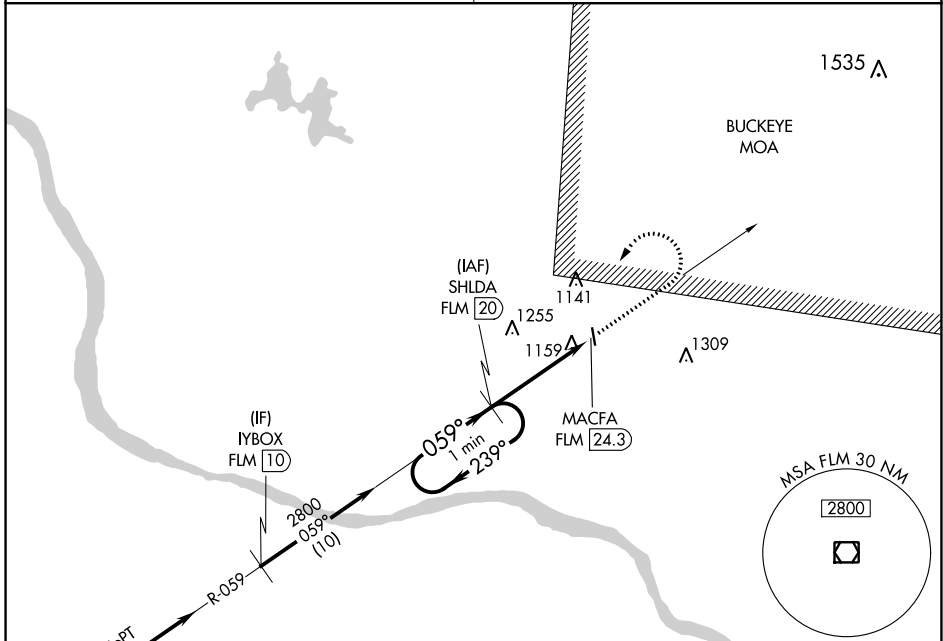 1535
BUCKEYE
MOA
(IAF)
SHLDA
FLM 20
1141
1255
1159
1309
MACFA
FLM 24.3
059°
1 min
239°
(IF)
IYBOX
FLM 10
2800
059°
(10)
R-059
MSA FLM 30 NM
2800